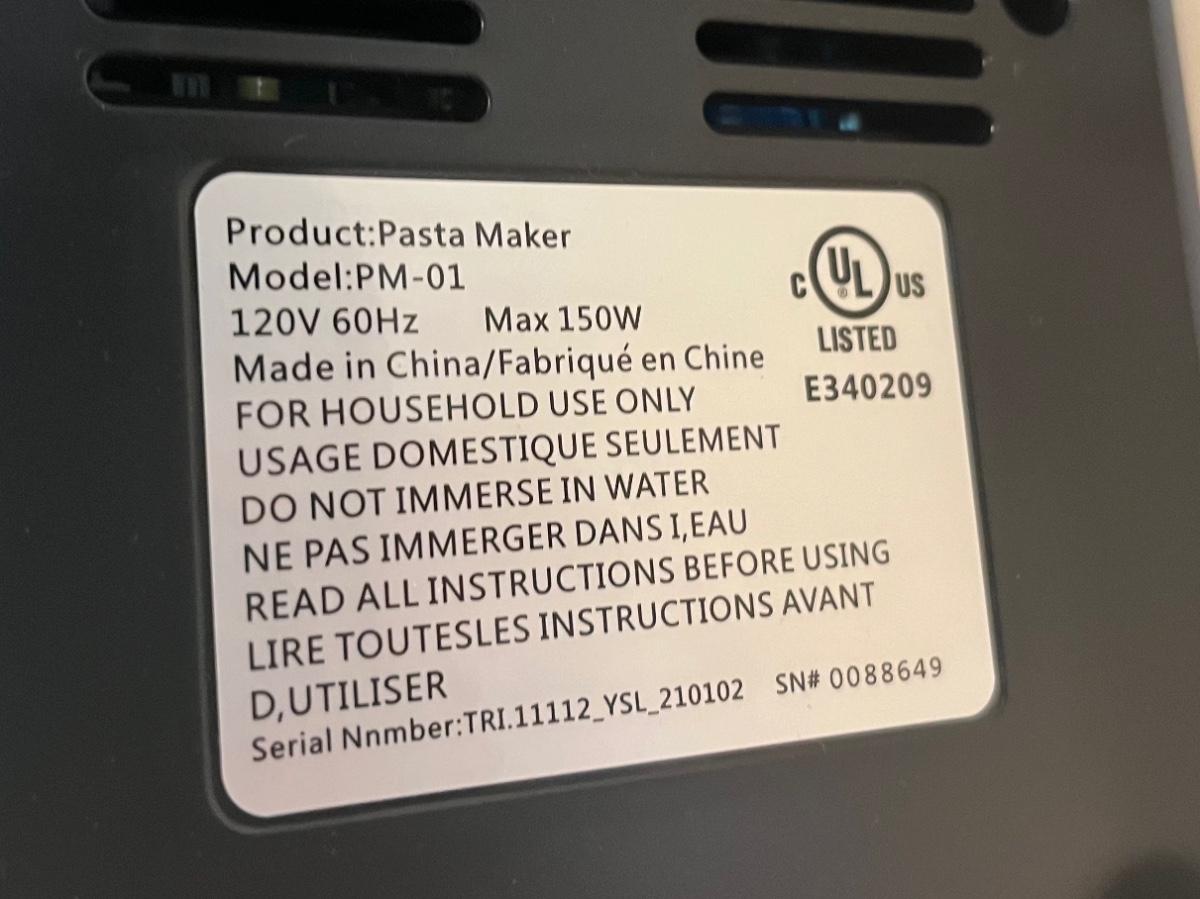 Product:Pasta Maker
Model:PM-01
120V 60Hz Max 150W
Made in China/Fabriqué en Chine
FOR HOUSEHOLD USE ONLY
USAGE DOMESTIQUE SEULEMENT
DO NOT IMMERSE IN WATER
NE PAS IMMERGER DANS I,EAU
READ ALL INSTRUCTIONS BEFORE USING
LIRE TOUTESLES INSTRUCTIONS AVANT
D,UTILISER
Serial Nnmber:TRI.11112_YSL_210102 SN# 0088649
C UL ® US
LISTED
E340209